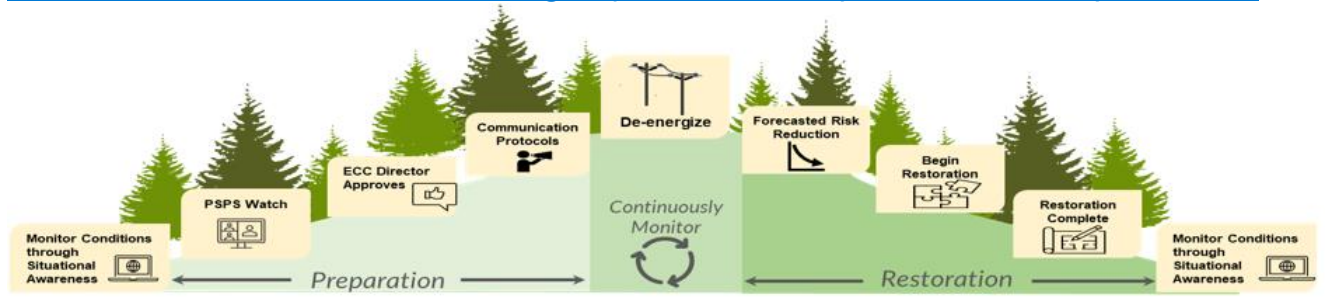 Monitor Conditions
through
Situational
Awareness
PSPS Watch
ECC Director
Approves
Communication
Protocols
De-energize
Continuously
Monitor
Forecasted Risk
Reduction
Begin
Restoration
Restoration
Complete
Monitor Conditions
through
Situational
Awareness
Preparation
Restoration